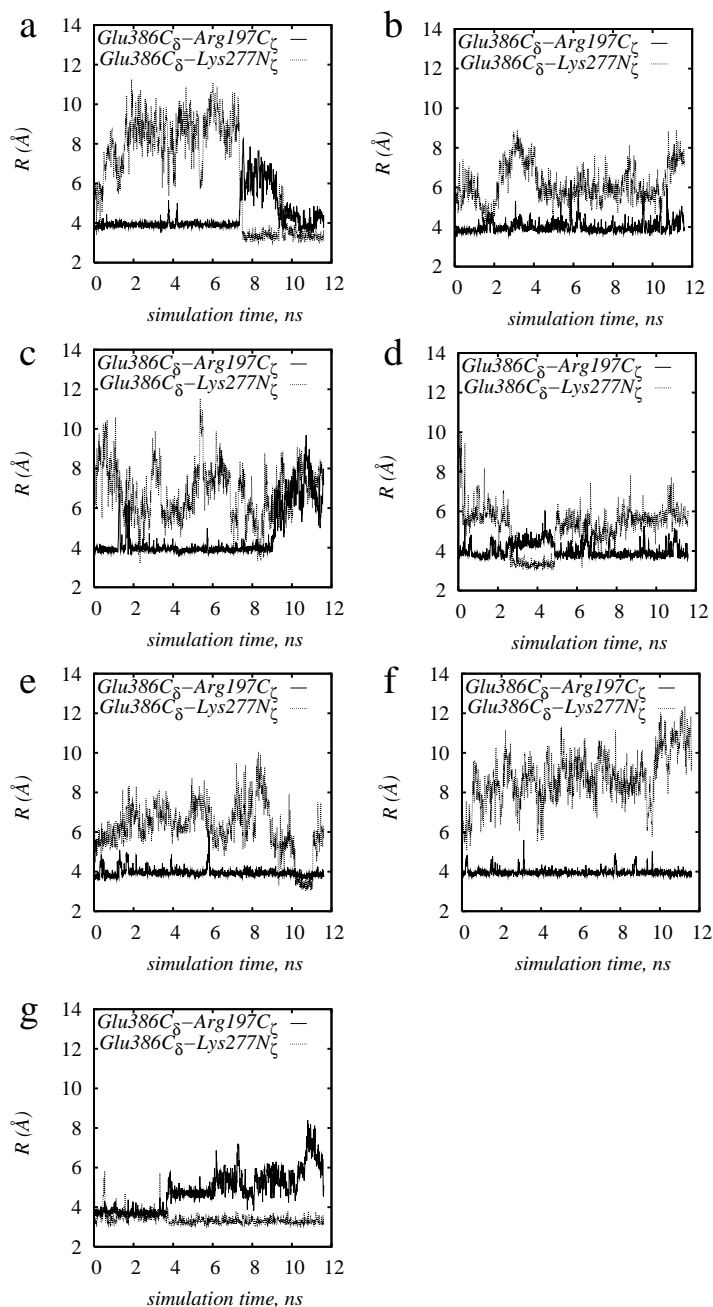 a
Glu386Cδ−Arg197Cζ
Glu386Cδ−Lys277Nζ
14
12
10
8
6
4
2
R (Å)
0 2 4 6 8 10 12
simulation time, ns
b
Glu386Cδ−Arg197Cζ
Glu386Cδ−Lys277Nζ
14
12
10
8
6
4
2
R (Å)
0 2 4 6 8 10 12
simulation time, ns
c
Glu386Cδ−Arg197Cζ
Glu386Cδ−Lys277Nζ
14
12
10
8
6
4
2
R (Å)
0 2 4 6 8 10 12
simulation time, ns
d
Glu386Cδ−Arg197Cζ
Glu386Cδ−Lys277Nζ
14
12
10
8
6
4
2
R (Å)
0 2 4 6 8 10 12
simulation time, ns
e
Glu386Cδ−Arg197Cζ
Glu386Cδ−Lys277Nζ
14
12
10
8
6
4
2
R (Å)
0 2 4 6 8 10 12
simulation time, ns
f
Glu386Cδ−Arg197Cζ
Glu386Cδ−Lys277Nζ
14
12
10
8
6
4
2
R (Å)
0 2 4 6 8 10 12
simulation time, ns
g
Glu386Cδ−Arg197Cζ
Glu386Cδ−Lys277Nζ
14
12
10
8
6
4
2
R (Å)
0 2 4 6 8 10 12
simulation time, ns